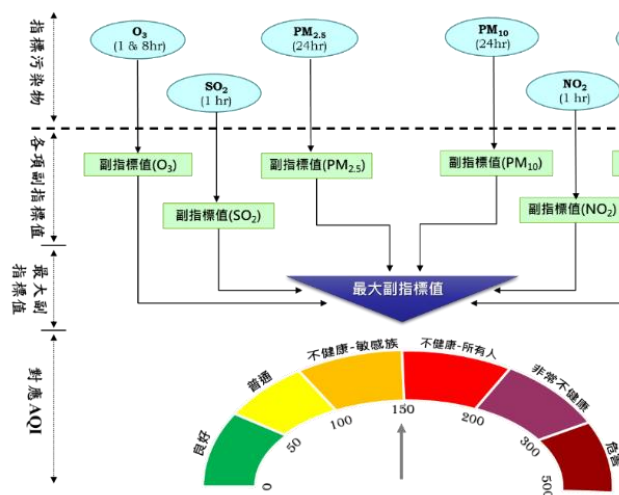 指標污染物
O₃
(1 & 8hr)
SO₂
(1 hr)
PM₂.₅
(24hr)
PM₁₀
(24hr)
NO₂
(1 hr)
各項副指標值
副指標值(O₃)
副指標值(SO₂)
副指標值(PM₂.₅)
副指標值(PM₁₀)
副指標值(NO₂)
最大副指標值
最大副指標值
對應AQI
良好
普通
不健康-敏感族
不健康-所有人
非常不健康
危害
0
50
100
150
200
300
500